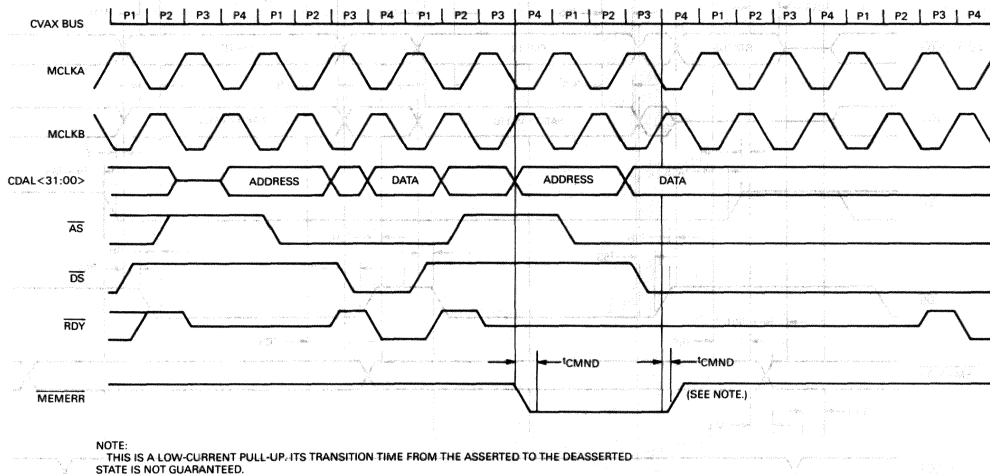 CVAX BUS P1 P2 P3 P4 P1 P2 P3 P4 P1 P2 P3 P4 P1 P2 P3 P4 P1 P2 P3 P4 P1 P2 P3 P4
MCLKA
MCLKB
CDAL<31:00> ADDRESS DATA ADDRESS DATA
AS
DS
RDY
tCMND tCMND
MEMERR (SEE NOTE.)
NOTE:
THIS IS A LOW-CURRENT PULL-UP. ITS TRANSITION TIME FROM THE ASSERTED TO THE DEASSERTED
STATE IS NOT GUARANTEED.